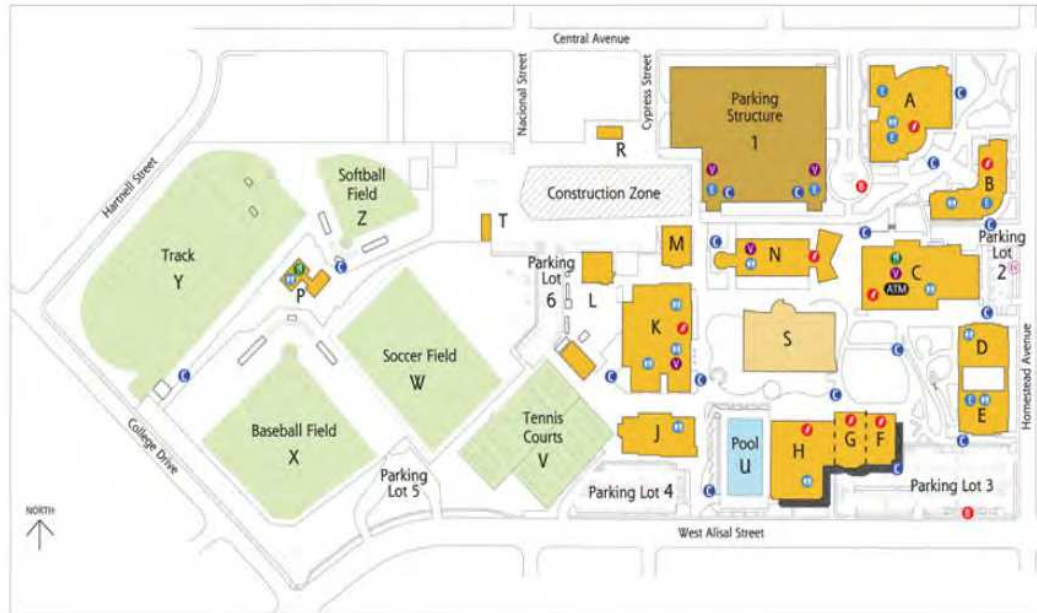 Central Avenue
Nacional Street
Cypress Street
Hartnell Street
Parking
Structure
1
A
V
V
E
C
C
E
E
E
C
R
B
C
B
E
C
Softball
Field
Z
Construction Zone
T
M
C
N
V
C
C
V
ATM
Parking
Lot
2
Track
Y
C
P
Parking
Lot
6
L
K
V
C
C
S
C
C
C
D
E
E
C
Homestead Avenue
Soccer Field
W
C
Baseball Field
X
College Drive
Tennis
Courts
V
J
Pool
U
C
H
G
F
C
Parking
Lot 5
Parking Lot 4
Parking Lot 3
B
West Alisal Street
NORTH